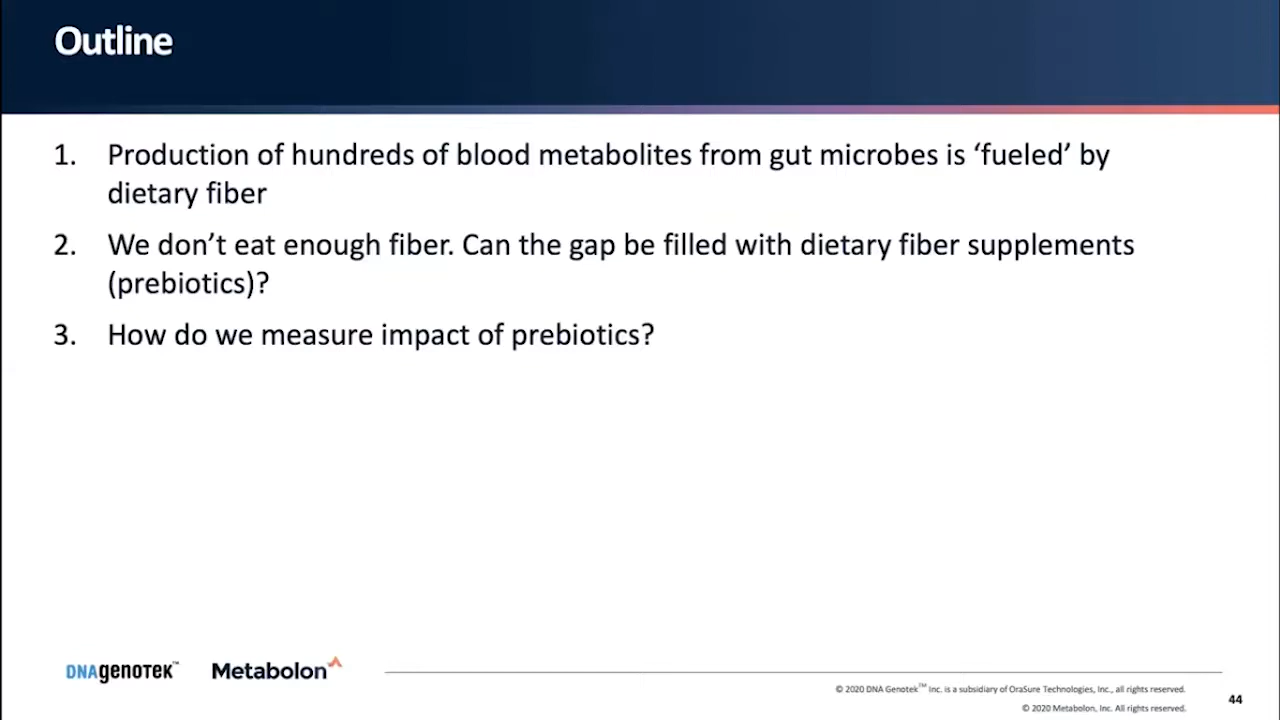 Outline
1. Production of hundreds of blood metabolites from gut microbes is ‘fueled’ by
dietary fiber
2. We don’t eat enough fiber. Can the gap be filled with dietary fiber supplements
(prebiotics)?
3. How do we measure impact of prebiotics?
DNAgenotek™ Metabolon
© 2020 DNA Genotek™ Inc. is a subsidiary of OraSure Technologies, Inc., all rights reserved.
© 2020 Metabolon, Inc. All rights reserved.
44